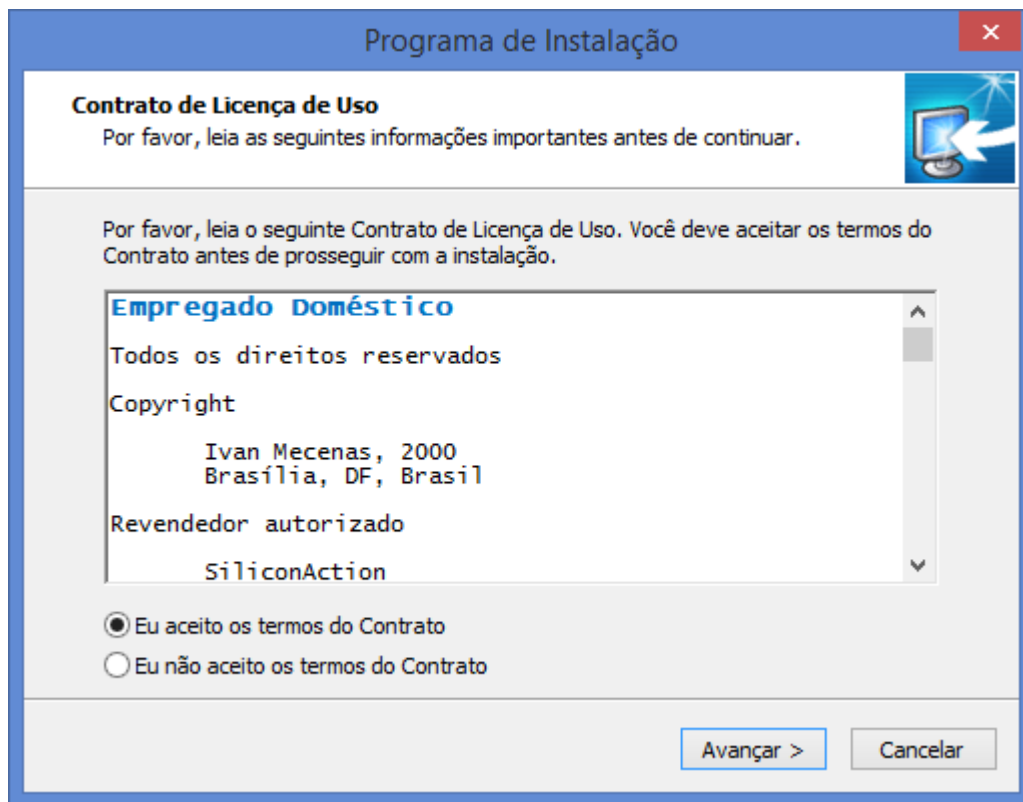 Programa de Instalação
Contrato de Licença de Uso
Por favor, leia as seguintes informações importantes antes de continuar.
Por favor, leia o seguinte Contrato de Licença de Uso. Você deve aceitar os termos do
Contrato antes de prosseguir com a instalação.
Empregado Doméstico
Todos os direitos reservados
Copyright
Ivan Mecenas, 2000
Brasília, DF, Brasil
Revendedor autorizado
SiliconAction
Eu aceito os termos do Contrato
Eu não aceito os termos do Contrato
Avançar >
Cancelar